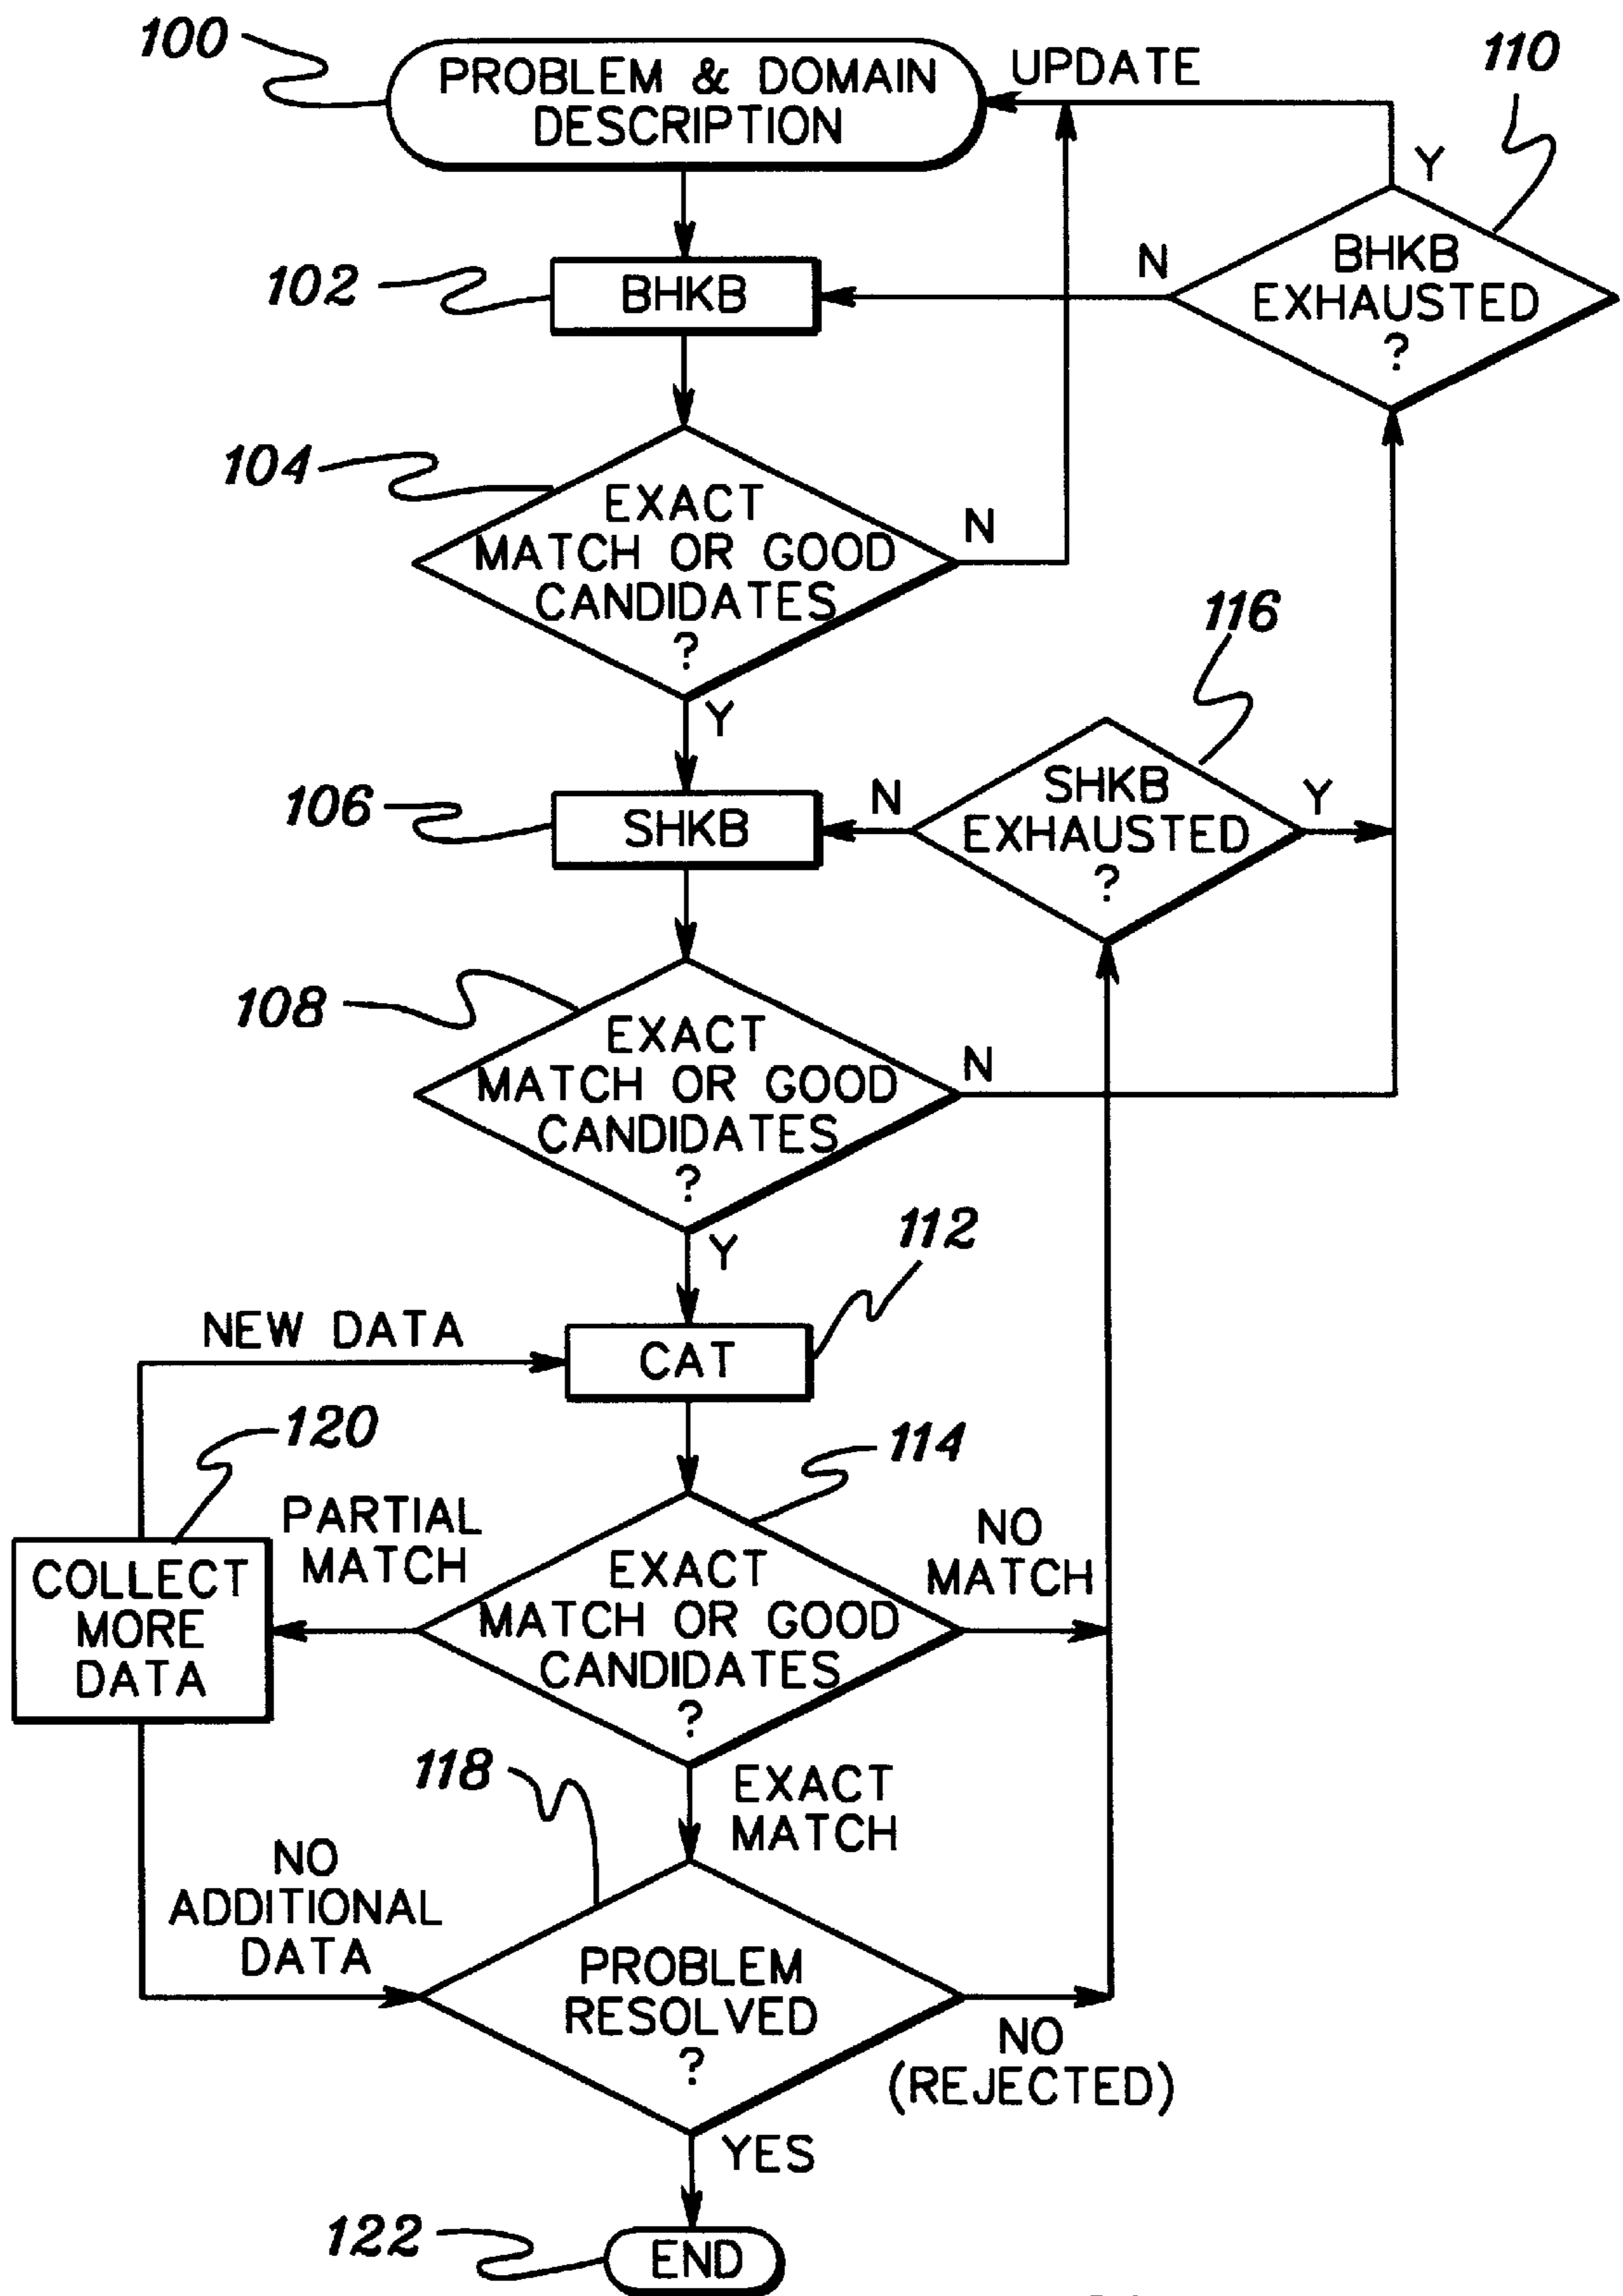 100
PROBLEM & DOMAIN
DESCRIPTION
UPDATE
110
Y
102
BHKB
N
BHKB
EXHAUSTED
?
104
EXACT
MATCH OR GOOD
CANDIDATES
?
N
Y
116
106
SHKB
N
SHKB
EXHAUSTED
?
Y
108
EXACT
MATCH OR GOOD
CANDIDATES
?
N
Y
112
NEW DATA
CAT
120
114
PARTIAL
MATCH
NO
MATCH
COLLECT
MORE
DATA
EXACT
MATCH OR GOOD
CANDIDATES
?
118
EXACT
MATCH
NO
ADDITIONAL
DATA
PROBLEM
RESOLVED
?
NO
(REJECTED)
YES
122
END